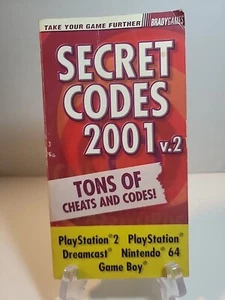 TAKE YOUR GAME FURTHER BRADYGAMES
SECRET
CODES
2001 v.2
TONS OF
CHEATS AND CODES!
PlayStation® 2 PlayStation®
Dreamcast® Nintendo® 64
Game Boy®